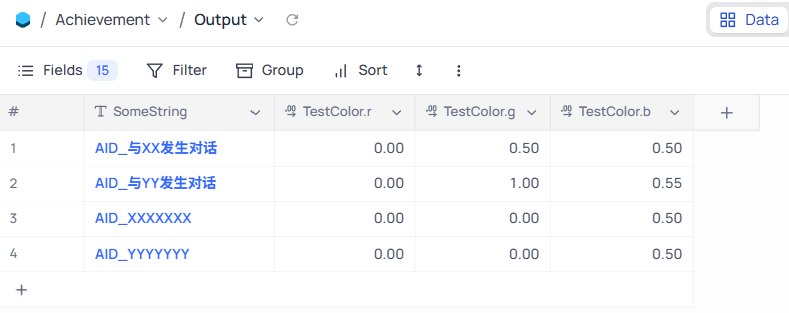 / Achievement / Output Data
Fields 15 Filter Group Sort
# SomeString TestColor.r TestColor.g TestColor.b
1 AID_与XX发生对话 0.00 0.50 0.50
2 AID_与YY发生对话 0.00 1.00 0.55
3 AID_XXXXXXX 0.00 0.00 0.50
4 AID_YYYYYYY 0.00 0.00 0.50